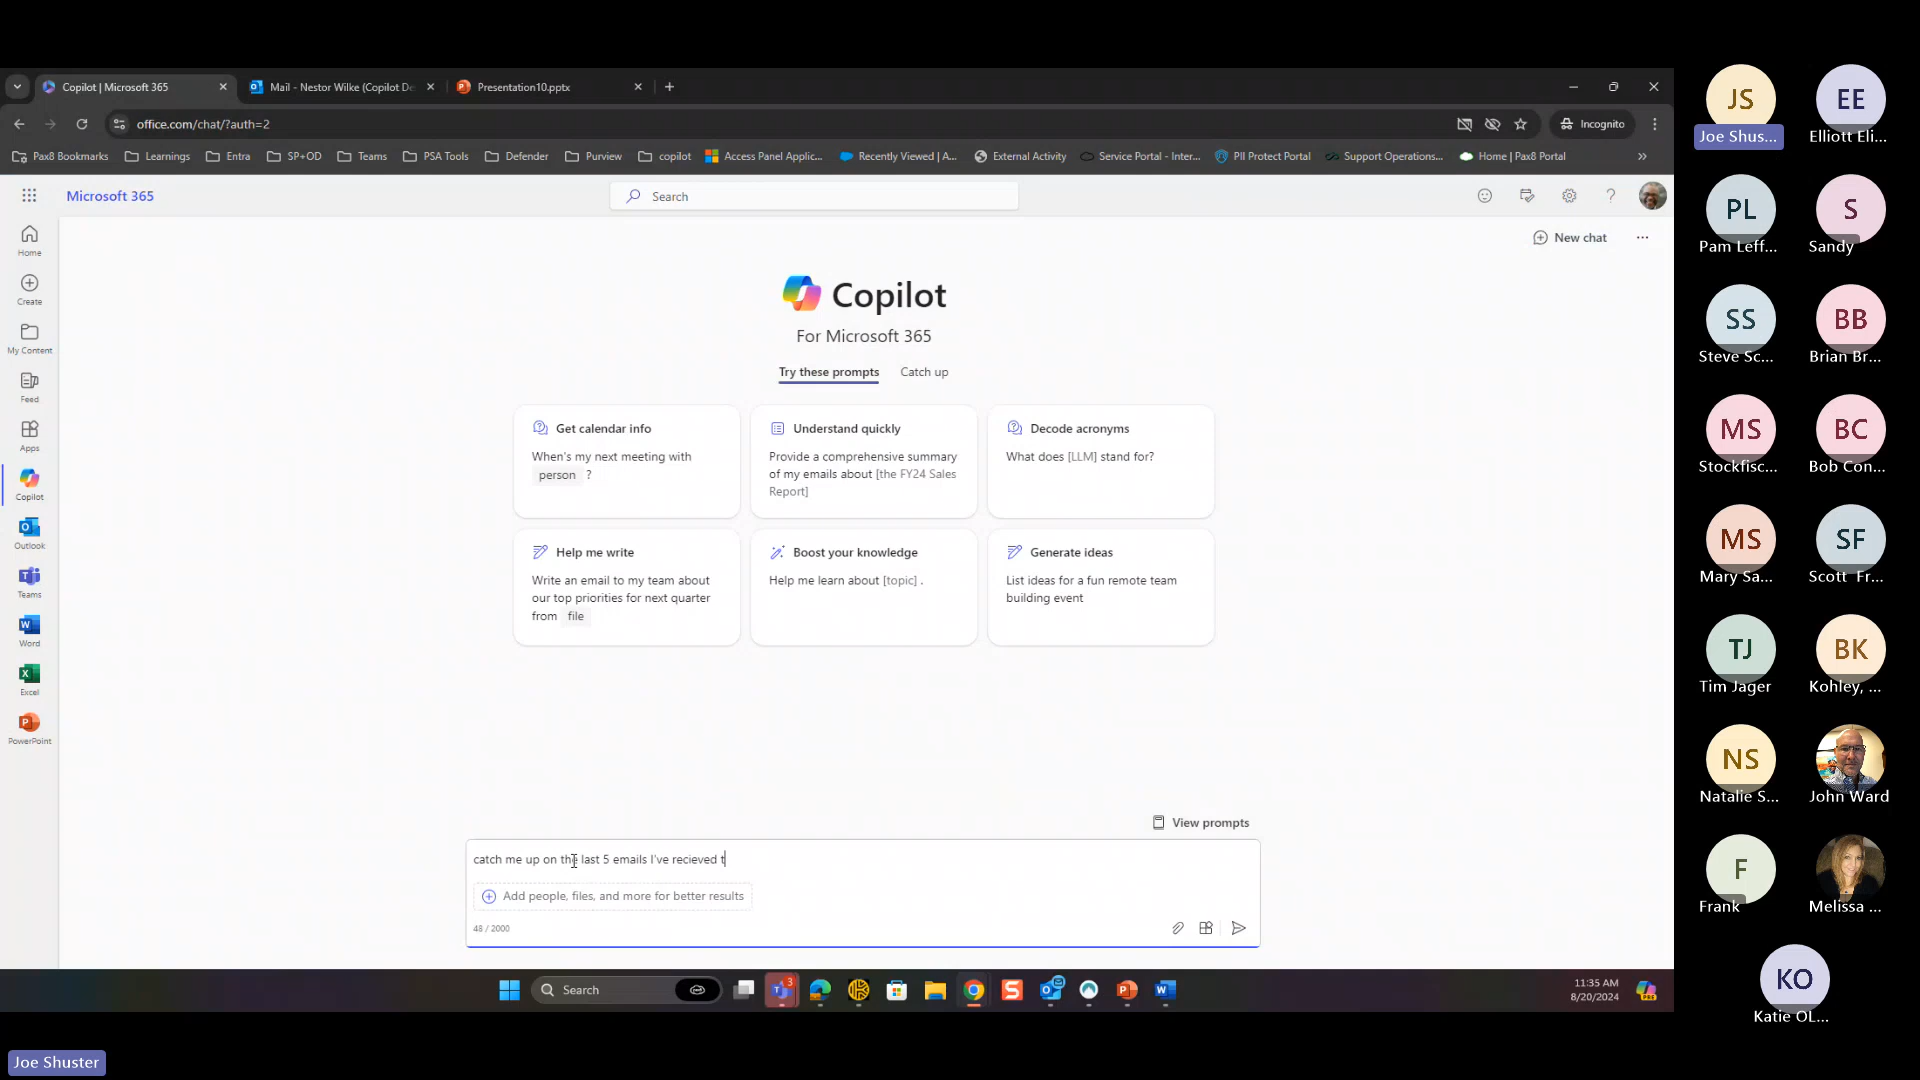 Copilot | Microsoft 365
Mail - Nestor Wilke (Copilot De
Presentation10.pptx
office.com/chat/?auth=2
Incognito
Pax8 Bookmarks
Learnings
Entra
SP+OD
Teams
PSA Tools
Defender
Purview
copilot
Access Panel Applic...
Recently Viewed | A...
External Activity
Service Portal - Inter...
PII Protect Portal
Support Operations...
Home | Pax8 Portal
Microsoft 365
Search
New chat
Home
Create
My Content
Feed
Apps
Copilot
Outlook
Teams
Word
Excel
PowerPoint
Copilot
For Microsoft 365
Try these prompts
Catch up
Get calendar info
When's my next meeting with
person ?
Understand quickly
Provide a comprehensive summary
of my emails about [the FY24 Sales
Report]
Decode acronyms
What does [LLM] stand for?
Help me write
Write an email to my team about
our top priorities for next quarter
from file
Boost your knowledge
Help me learn about [topic] .
Generate ideas
List ideas for a fun remote team
building event
View prompts
catch me up on the last 5 emails I've recieved t
Add people, files, and more for better results
48 / 2000
Search
3
11:35 AM
8/20/2024
JS
Joe Shus...
EE
Elliott Eli...
PL
Pam Leff...
S
Sandy
SS
Steve Sc...
BB
Brian Br...
MS
Stockfisc...
BC
Bob Con...
MS
Mary Sa...
SF
Scott Fr...
TJ
Tim Jager
BK
Kohley, ...
NS
Natalie S...
John Ward
F
Frank
Melissa ...
KO
Katie OL...
Joe Shuster